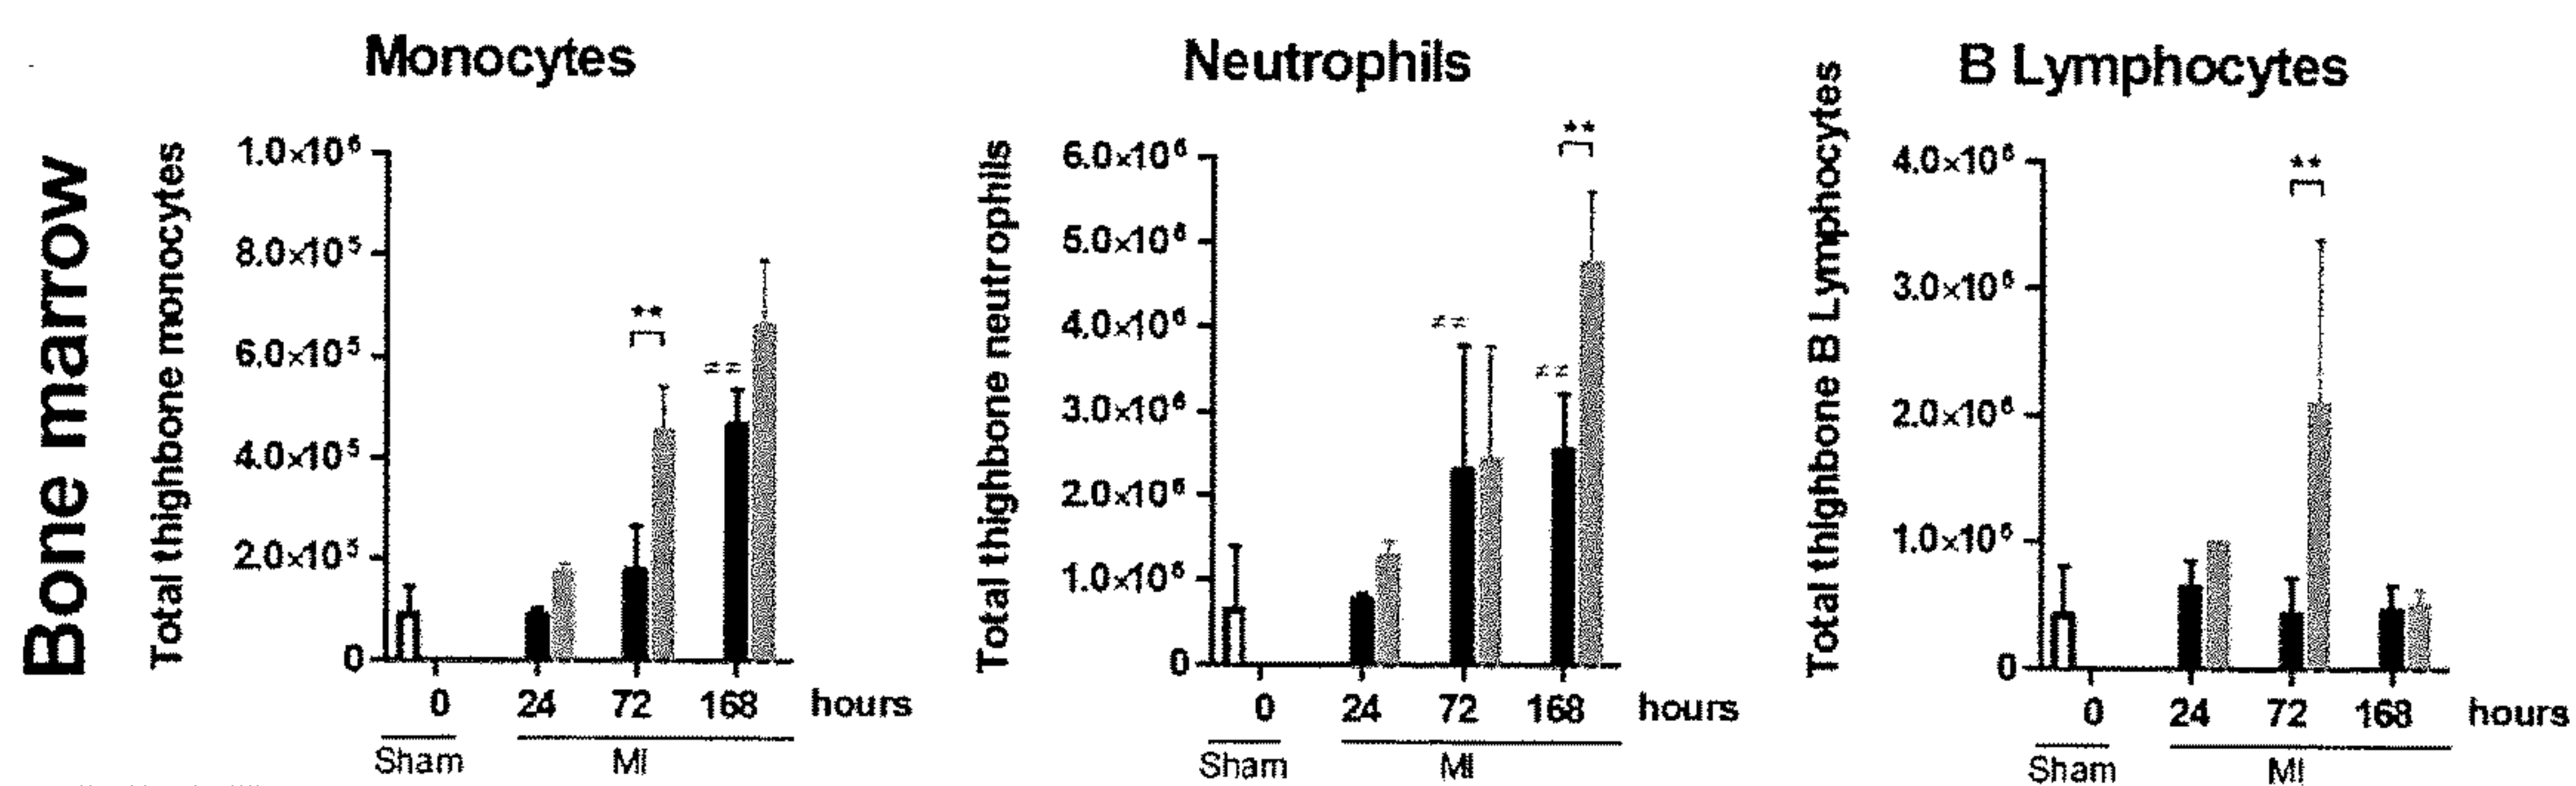 Bone marrow
Monocytes
Total thighbone monocytes
1.0×10⁶
8.0×10⁵
6.0×10⁵
4.0×10⁵
2.0×10⁵
0
**
≠≠
0 24 72 168 hours
Sham MI
Neutrophils
Total thighbone neutrophils
6.0×10⁶
5.0×10⁶
4.0×10⁶
3.0×10⁶
2.0×10⁶
1.0×10⁶
0
≠≠
≠≠
**
0 24 72 168 hours
Sham MI
B Lymphocytes
Total thighbone B Lymphocytes
4.0×10⁶
3.0×10⁶
2.0×10⁶
1.0×10⁶
0
**
0 24 72 168 hours
Sham MI